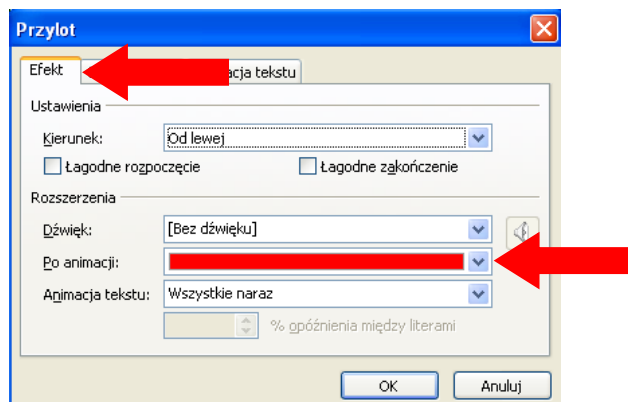 Przylot
Efekt acja tekstu
Ustawienia
Kierunek: Od lewej
Łagodne rozpoczęcie Łagodne zakończenie
Rozszerzenia
Dźwięk: [Bez dźwięku]
Po animacji:
Animacja tekstu: Wszystkie naraz
% opóźnienia między literami
OK Anuluj